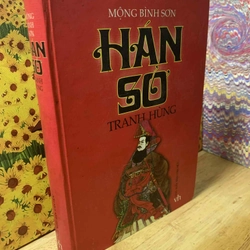 MỘNG BÌNH SƠN
HÁN
SỞ
TRANH HÙNG